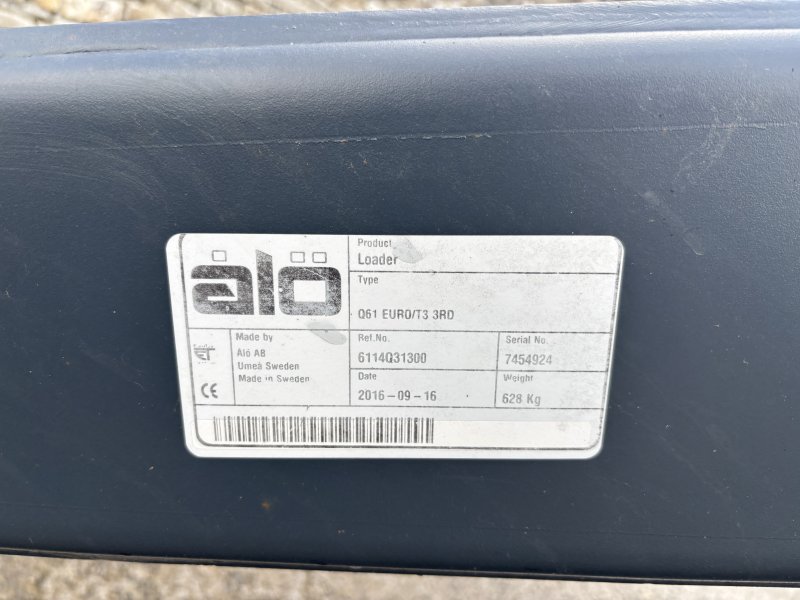 älö
Product
Loader
Type
Q61 EURO/T3 3RD
Made by
Ålö AB
Umeå Sweden
Made in Sweden
CE
Ref.No.
6114Q31300
Serial No.
7454924
Date
2016-09-16
Weight
628 Kg